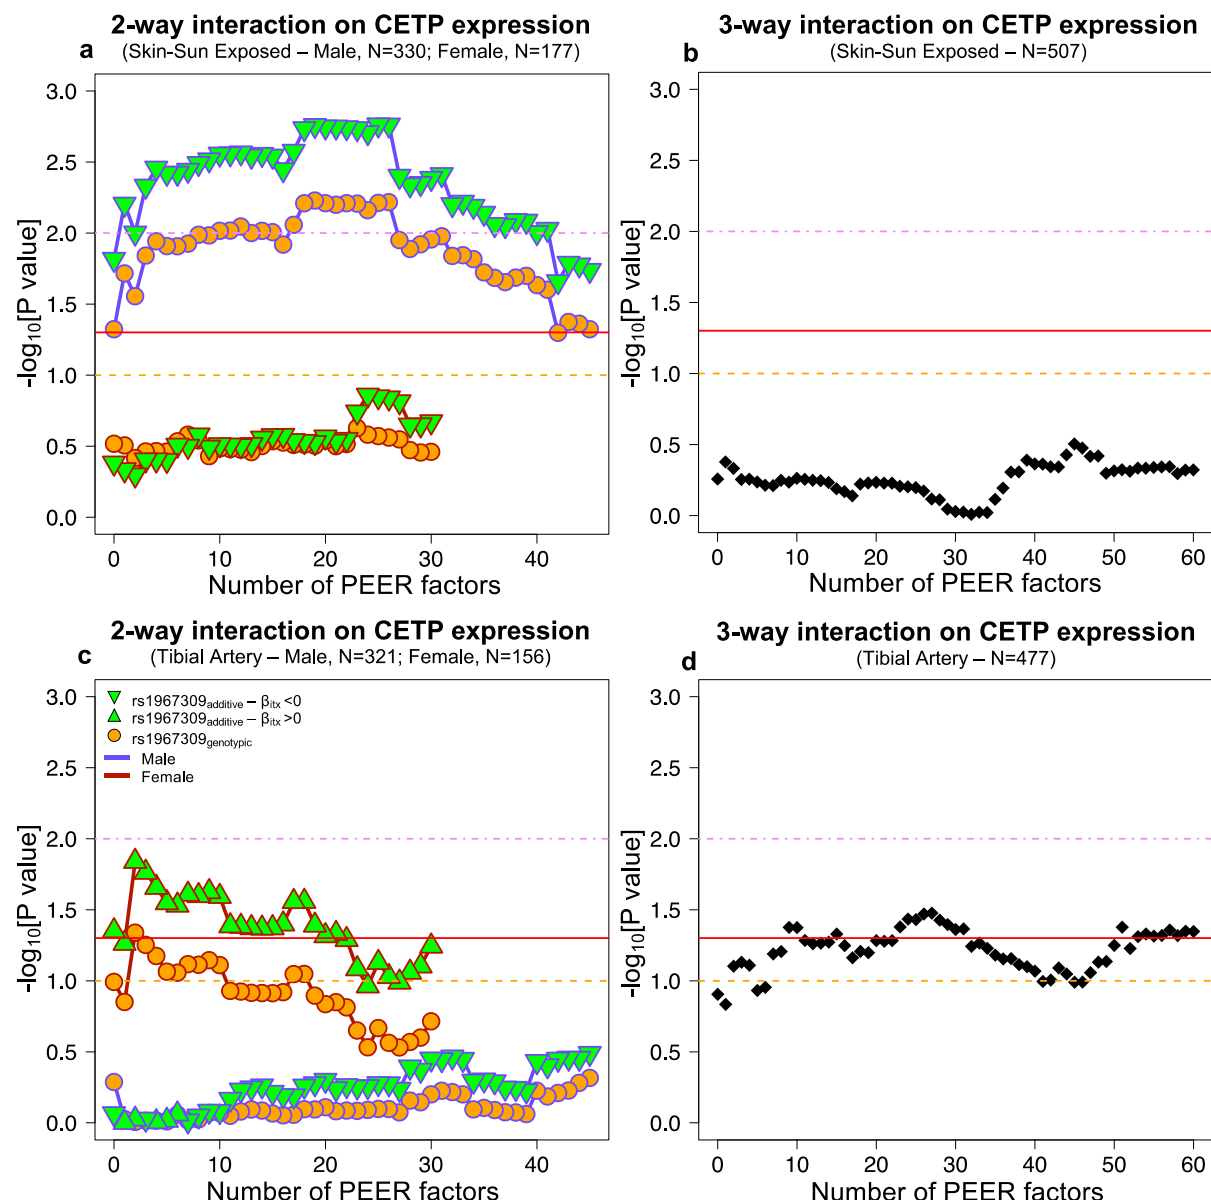 2-way interaction on CETP expression
a (Skin-Sun Exposed – Male, N=330; Female, N=177)
3.0
2.5
2.0
1.5
1.0
0.5
0.0
-log10[P value]
0 10 20 30 40
Number of PEER factors
3-way interaction on CETP expression
b (Skin-Sun Exposed – N=507)
3.0
2.5
2.0
1.5
1.0
0.5
0.0
-log10[P value]
0 10 20 30 40 50 60
Number of PEER factors
2-way interaction on CETP expression
c (Tibial Artery – Male, N=321; Female, N=156)
rs1967309additive – βitx <0
rs1967309additive – βitx >0
rs1967309genotypic
Male
Female
3.0
2.5
2.0
1.5
1.0
0.5
0.0
-log10[P value]
0 10 20 30 40
Number of PEER factors
3-way interaction on CETP expression
d (Tibial Artery – N=477)
3.0
2.5
2.0
1.5
1.0
0.5
0.0
-log10[P value]
0 10 20 30 40 50 60
Number of PEER factors